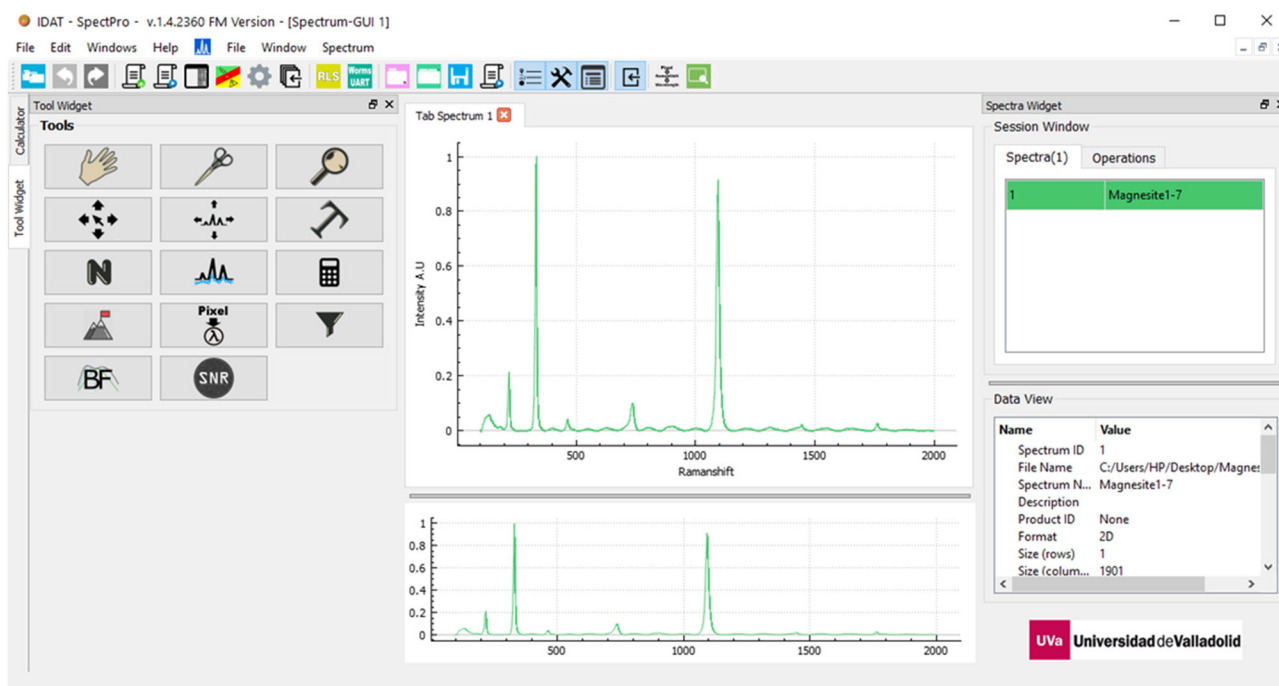 IDAT - SpectPro - v.1.4.2360 FM Version - [Spectrum-GUI 1]
File Edit Windows Help File Window Spectrum
RLS Worms UART Pixel Wavelength
Calculator
Tool Widget
Tool Widget
Tools
N
Pixel
λ
BF
SNR
Tab Spectrum 1
1
0.8
0.6
0.4
0.2
0
Intensity A.U
500 1000 1500 2000
Ramanshift
1
0.8
0.6
0.4
0.2
0
500 1000 1500 2000
Spectra Widget
Session Window
Spectra(1) Operations
1 Magnesite1-7
Data View
Name Value
Spectrum ID 1
File Name C:/Users/HP/Desktop/Magnes
Spectrum N... Magnesite1-7
Description
Product ID None
Format 2D
Size (rows) 1
Size (colum... 1901
UVa Universidad de Valladolid